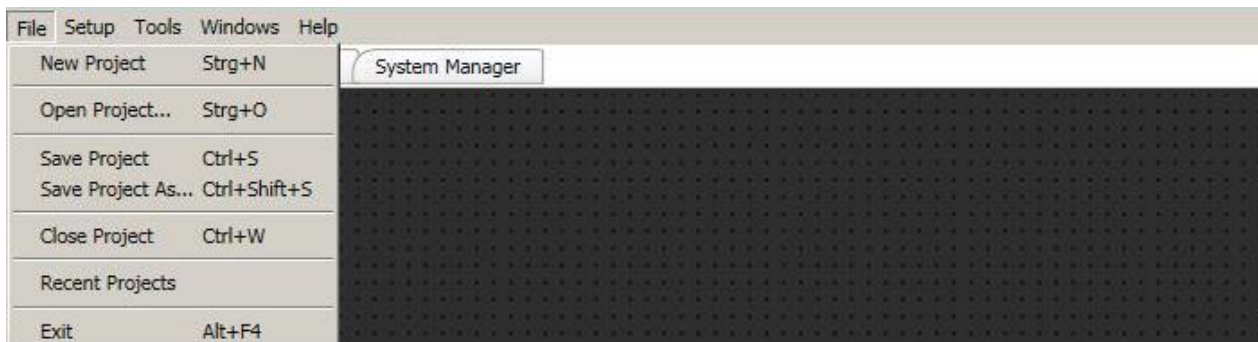 File Setup Tools Windows Help
System Manager
New Project Strg+N
Open Project... Strg+O
Save Project Ctrl+S
Save Project As... Ctrl+Shift+S
Close Project Ctrl+W
Recent Projects
Exit Alt+F4